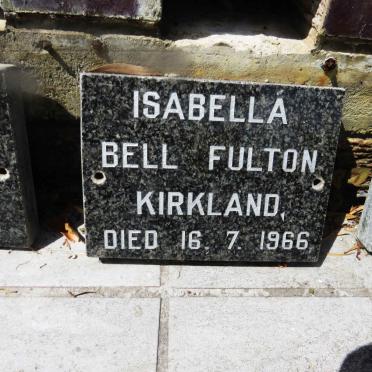 ISABELLA
BELL FULTON
KIRKLAND,
DIED 16. 7. 1966.